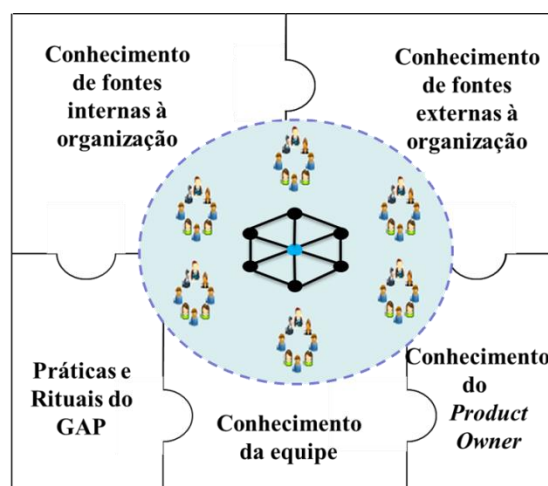 Conhecimento
de fontes
internas à
organização
Conhecimento
de fontes
externas à
organização
Práticas e
Rituais do
GAP
Conhecimento
da equipe
Conhecimento
do
Product
Owner